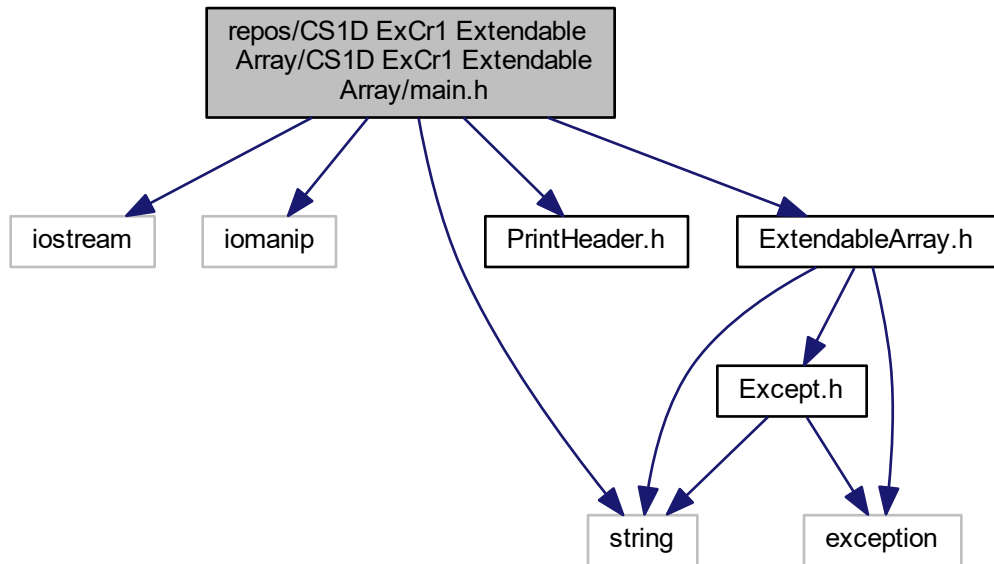 repos/CS1D ExCr1 Extendable
Array/CS1D ExCr1 Extendable
Array/main.h
iostream
iomanip
PrintHeader.h
ExtendableArray.h
Except.h
string
exception